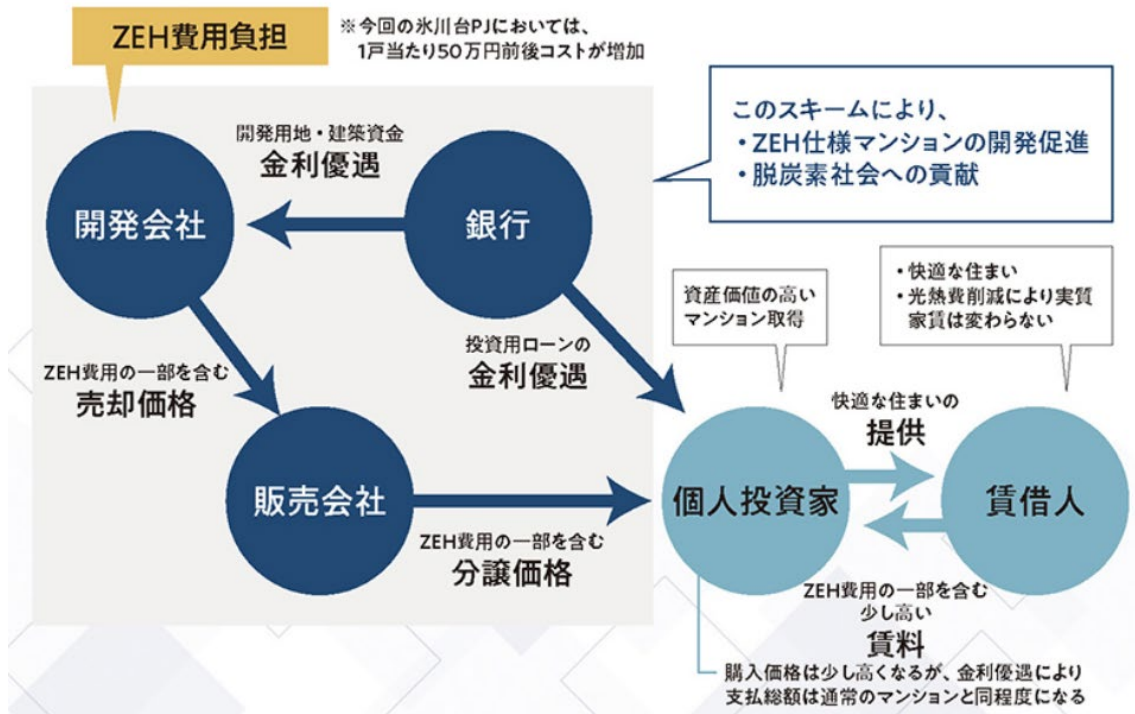 ZEH費用負担
※今回の氷川台PJにおいては、
1戸当たり50万円前後コストが増加
このスキームにより、
・ZEH仕様マンションの開発促進
・脱炭素社会への貢献
開発用地・建築資金
金利優遇
開発会社
銀行
資産価値の高い
マンション取得
・快適な住まい
・光熱費削減により実質
家賃は変わらない
ZEH費用の一部を含む
売却価格
投資用ローンの
金利優遇
快適な住まいの
提供
販売会社
個人投資家
賃借人
ZEH費用の一部を含む
分譲価格
ZEH費用の一部を含む
少し高い
賃料
購入価格は少し高くなるが、金利優遇により
支払総額は通常のマンションと同程度になる